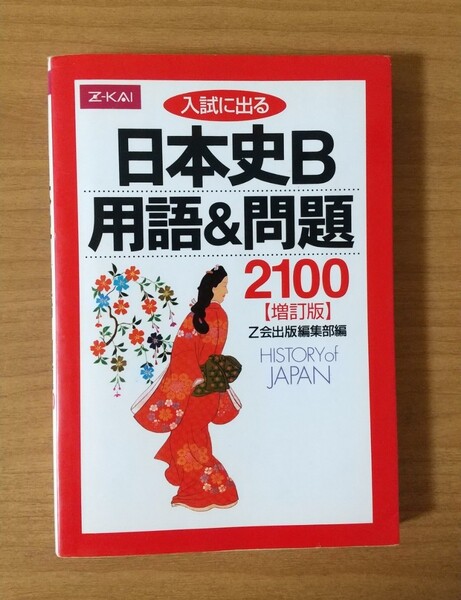 Z-KAI
入試に出る
日本史B
用語&問題
2100
【増訂版】
Z会出版編集部編
HISTORY of
JAPAN